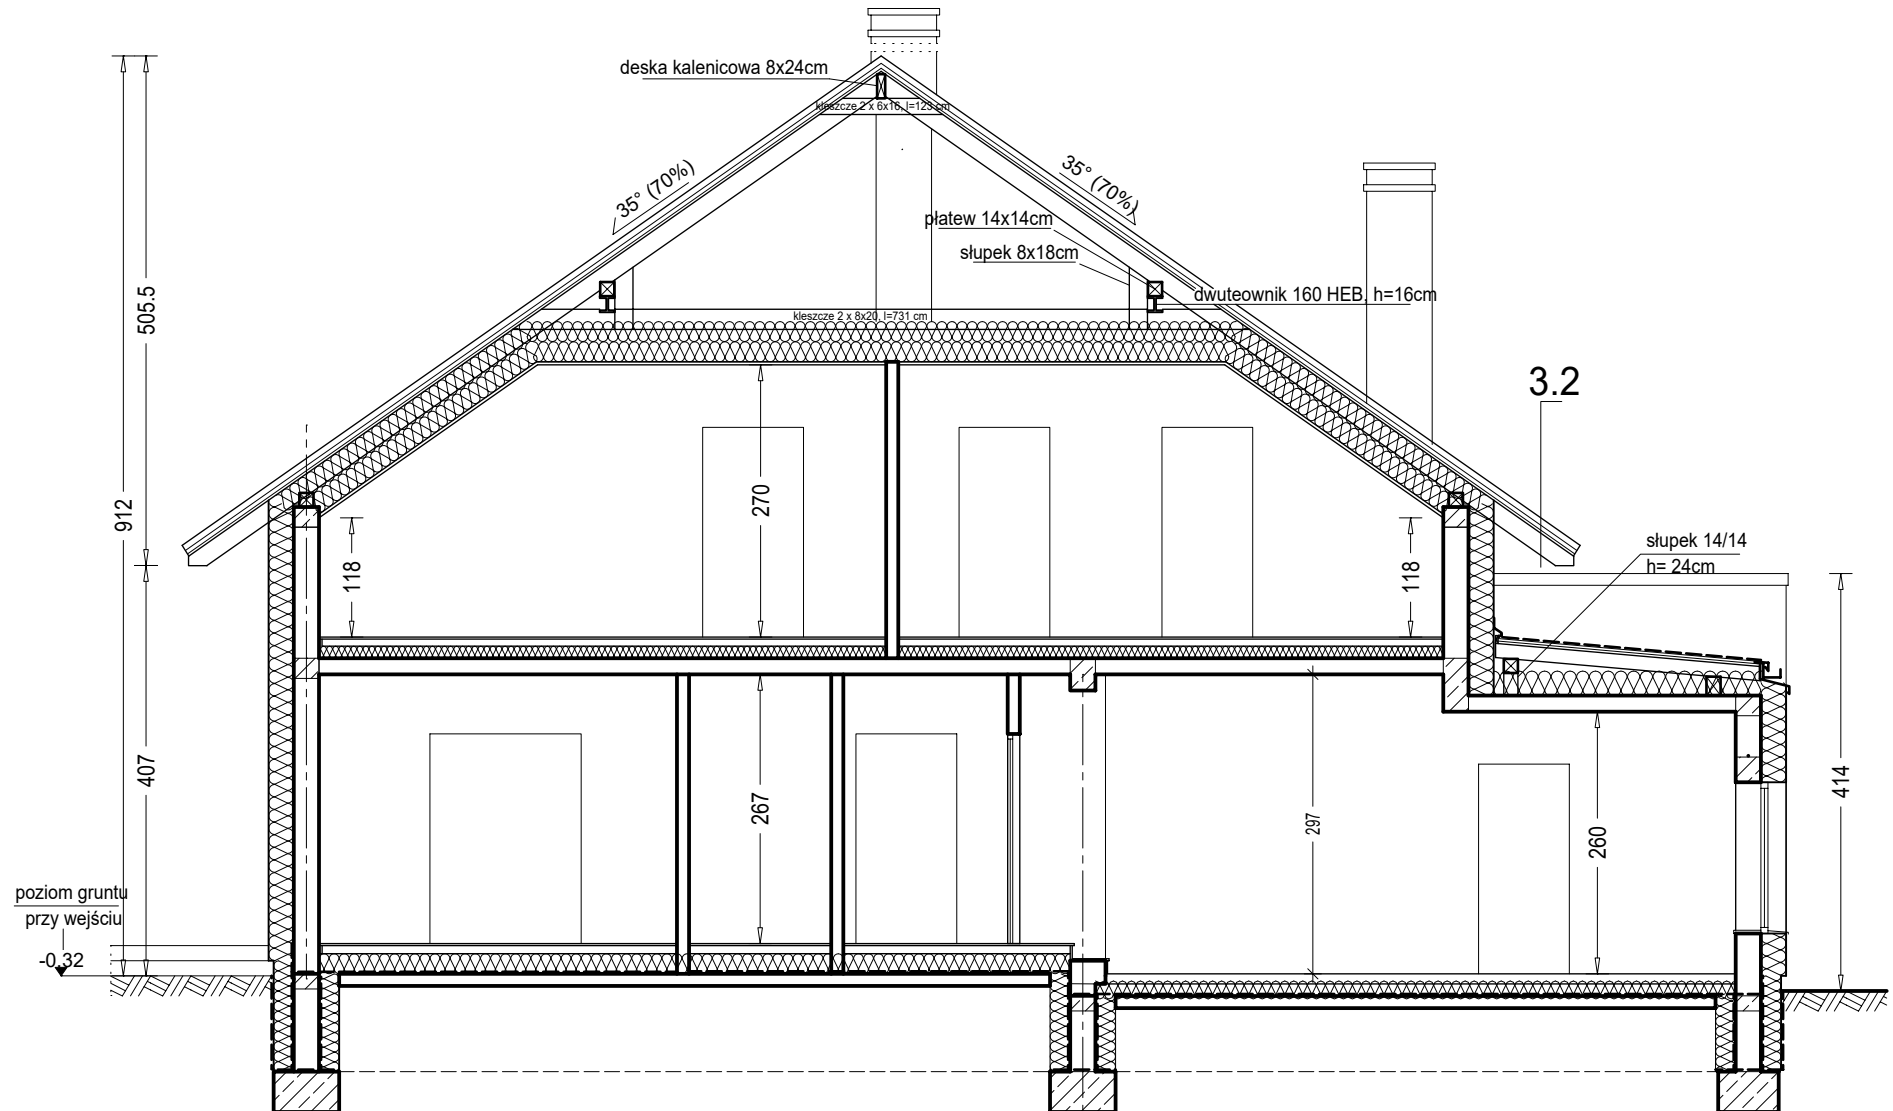 deska kalenicowa 8x24cm
kleszcze 2 x 6x16, l=123 cm
35° (70%)
35° (70%)
płatew 14x14cm
słupek 8x18cm
dwuteownik 160 HEB, h=16cm
505.5
kleszcze 2 x 8x20, l=731 cm
3.2
912
270
118
118
słupek 14/14
h= 24cm
407
267
297
260
414
poziom gruntu
przy wejściu
-0,32